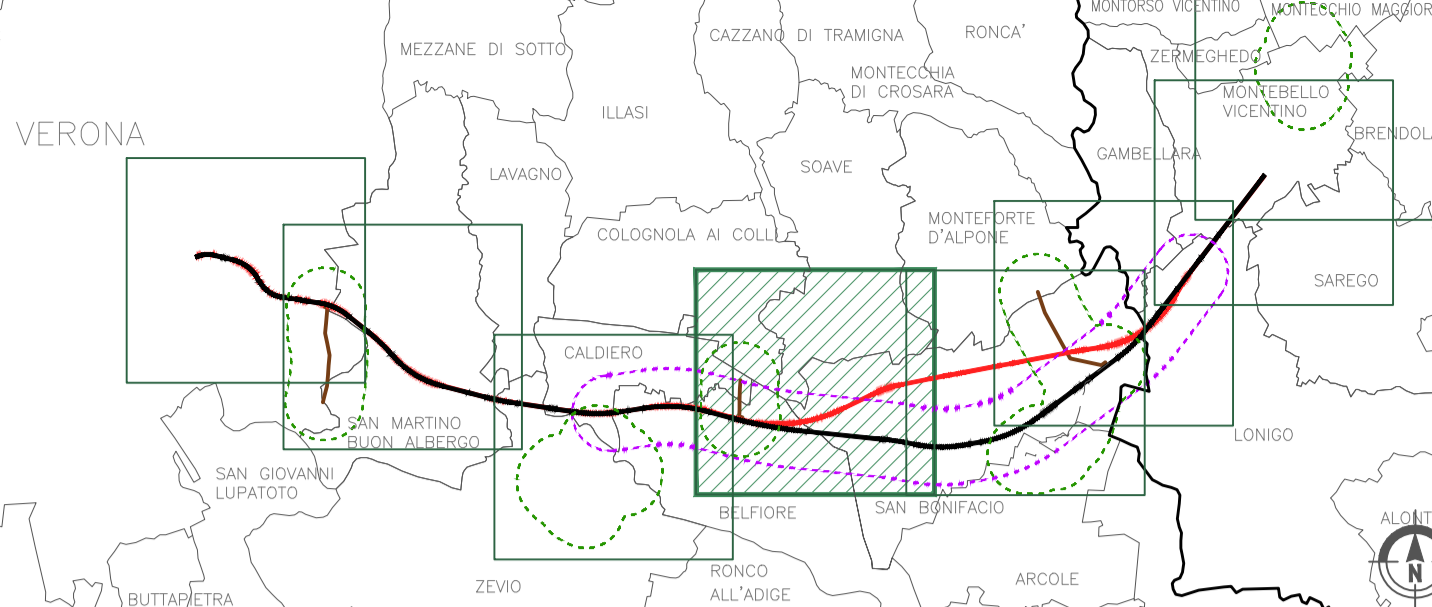 MONTORSO VICENTINO
MONTECCHIO MAGGIOR
MEZZANE DI SOTTO
CAZZANO DI TRAMIGNA
RONCA'
ZERMEGHEDO
MONTECCHIA
DI CROSARA
MONTEBELLO
VICENTINO
ILLASI
VERONA
BRENDOLA
GAMBELLARA
SOAVE
LAVAGNO
MONTEFORTE
D'ALPONE
COLOGNOLA AI COLLI
SAREGO
CALDIERO
SAN MARTINO
BUON ALBERGO
LONIGO
SAN GIOVANNI
LUPATOTO
BELFIORE
SAN BONIFACIO
ALONT
RONCO
ALL'ADIGE
ZEVIO
ARCOLE
N
BUTTAPIETRA